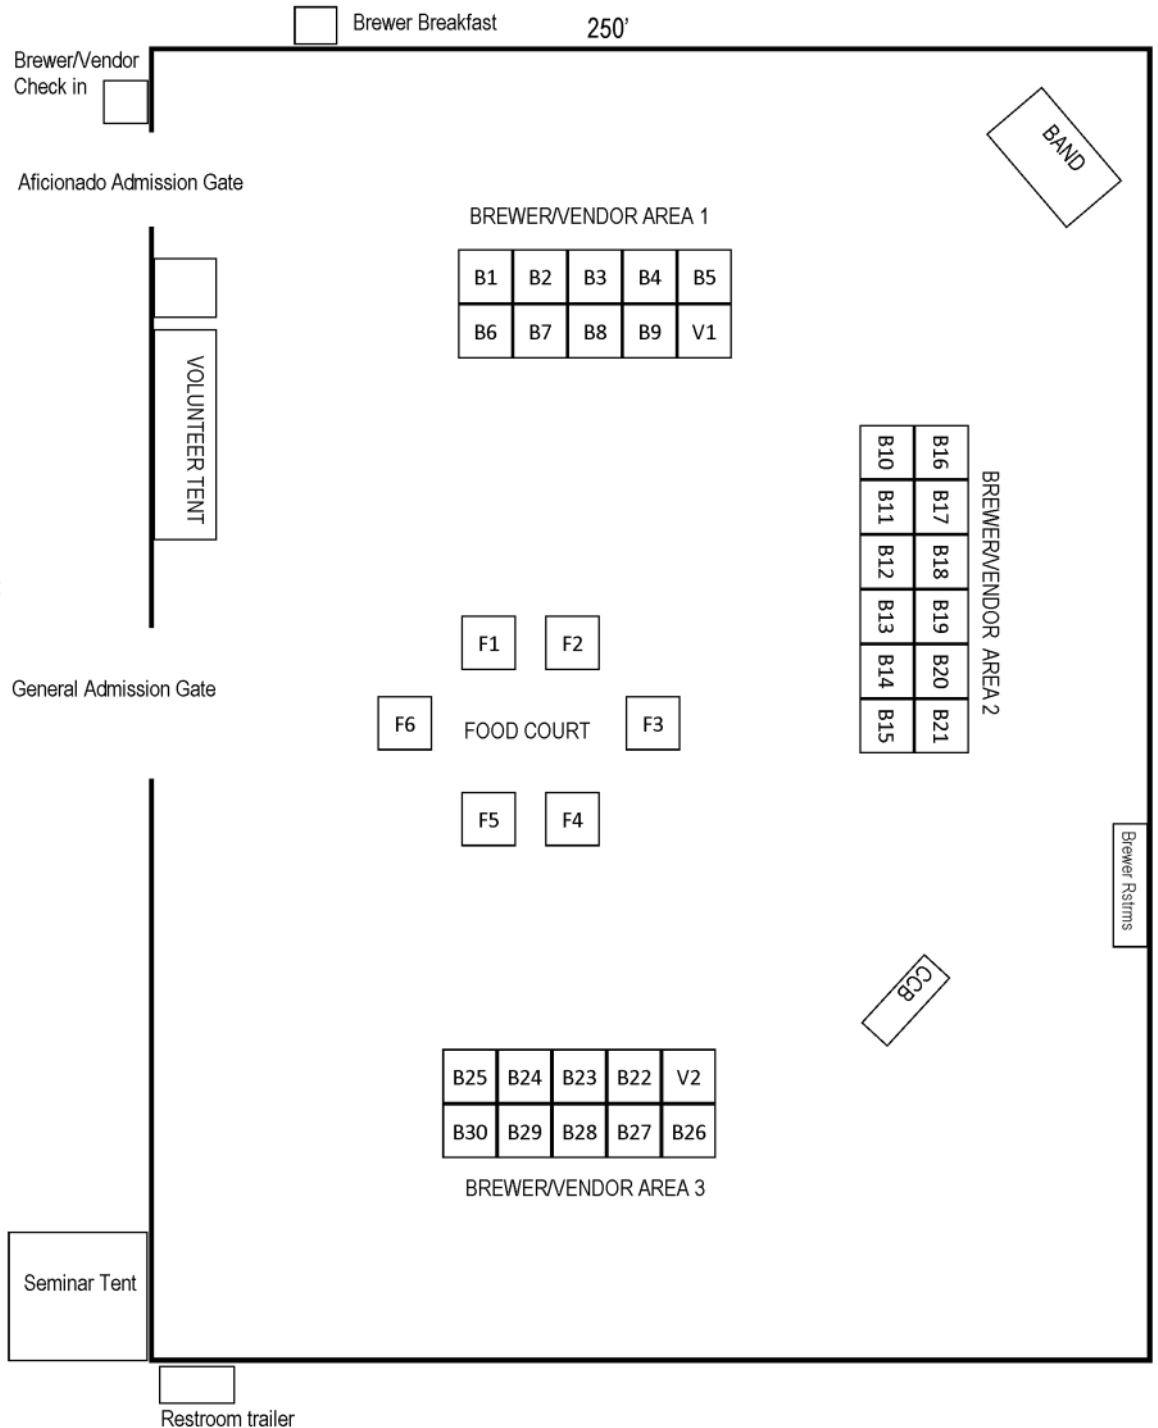 Brewer Breakfast
250'
Brewer/Vendor
Check in
BAND
Aficionado Admission Gate
BREWER/VENDOR AREA 1
B1 B2 B3 B4 B5
B6 B7 B8 B9 V1
VOLUNTEER TENT
B10 B16
B11 B17
B12 B18
B13 B19
B14 B20
B15 B21
BREWER/VENDOR AREA 2
F1 F2
General Admission Gate
F6 FOOD COURT F3
F5 F4
Brewer Rstrms
CCB
B25 B24 B23 B22 V2
B30 B29 B28 B27 B26
BREWER/VENDOR AREA 3
Seminar Tent
Restroom trailer